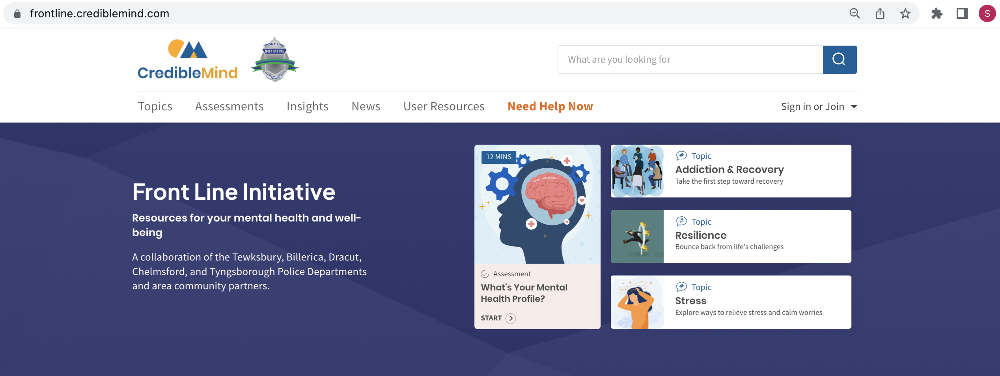 frontline.crediblemind.com
S
CredibleMind
FRONT LINE
INITIATIVE
RECOVERY THROUGH
SERVICE
What are you looking for
Topics
Assessments
Insights
News
User Resources
Need Help Now
Sign in or Join
Front Line Initiative
Resources for your mental health and well-
being
A collaboration of the Tewksbury, Billerica, Dracut,
Chelmsford, and Tyngsborough Police Departments
and area community partners.
12 MINS
Assessment
What's Your Mental
Health Profile?
START
# Topic
Addiction & Recovery
Take the first step toward recovery
# Topic
Resilience
Bounce back from life's challenges
# Topic
Stress
Explore ways to relieve stress and calm worries